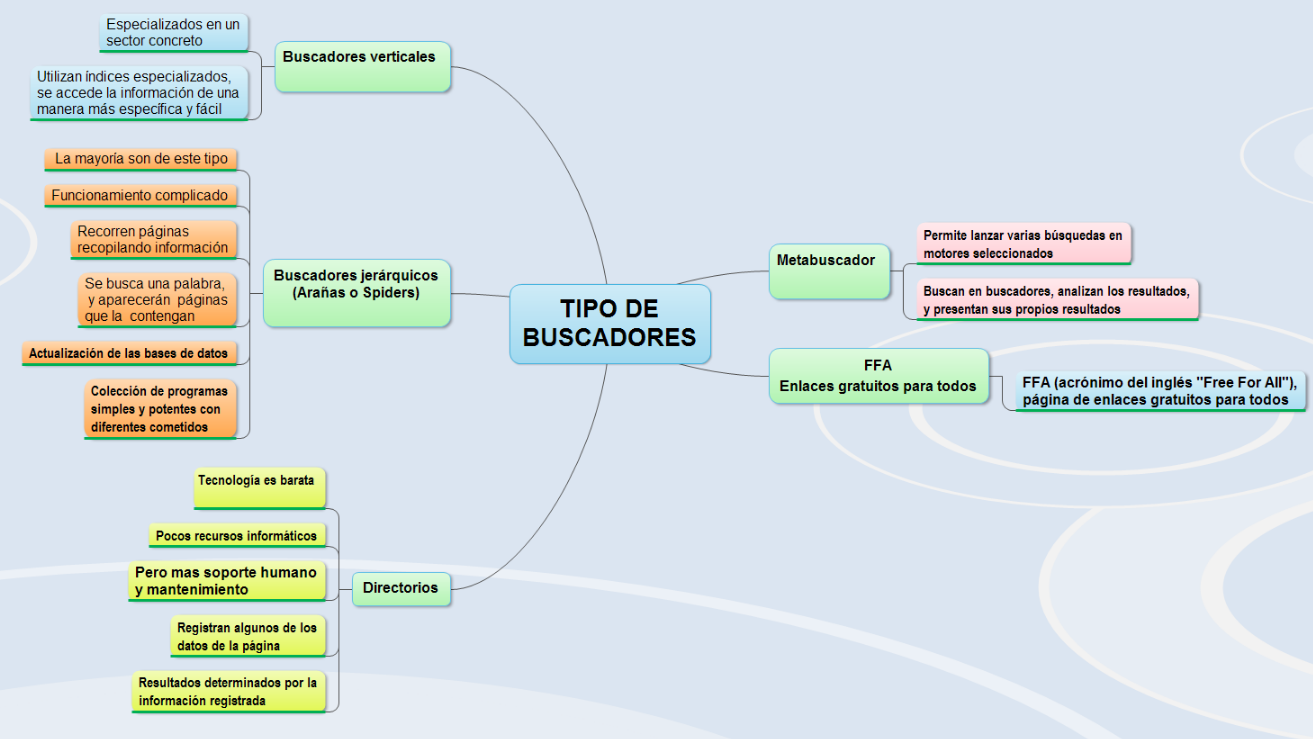 Especializados en un
sector concreto
Utilizan índices especializados,
se accede la información de una
manera más específica y fácil
Buscadores verticales
La mayoría son de este tipo
Funcionamiento complicado
Recorren páginas
recopilando información
Se busca una palabra,
y aparecerán páginas
que la contengan
Actualización de las bases de datos
Colección de programas
simples y potentes con
diferentes cometidos
Buscadores jerárquicos
(Arañas o Spiders)
Tecnología es barata
Pocos recursos informáticos
Pero mas soporte humano
y mantenimiento
Registran algunos de los
datos de la página
Resultados determinados por la
información registrada
Directorios
TIPO DE
BUSCADORES
Metabuscador
Permite lanzar varias búsquedas en
motores seleccionados
Buscan en buscadores, analizan los resultados,
y presentan sus propios resultados
FFA
Enlaces gratuitos para todos
FFA (acrónimo del inglés "Free For All"),
página de enlaces gratuitos para todos